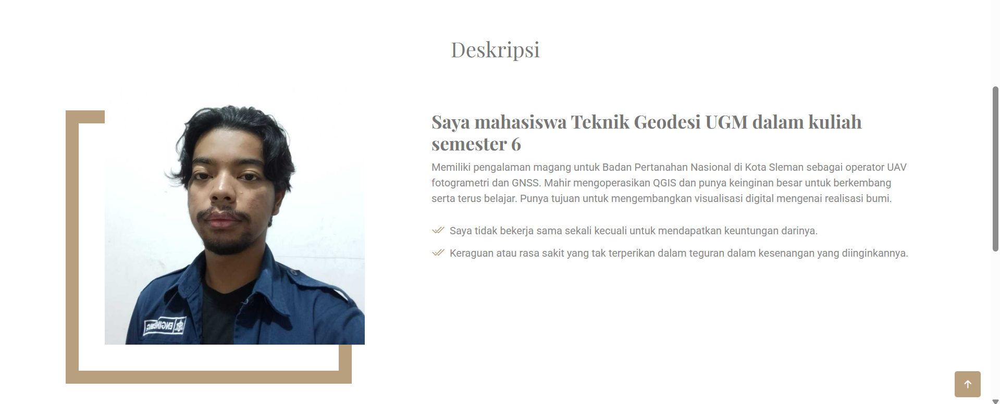 Deskripsi
Saya mahasiswa Teknik Geodesi UGM dalam kuliah
semester 6
Memiliki pengalaman magang untuk Badan Pertanahan Nasional di Kota Sleman sebagai operator UAV
fotogrametri dan GNSS. Mahir mengoperasikan QGIS dan punya keinginan besar untuk berkembang
serta terus belajar. Punya tujuan untuk mengembangkan visualisasi digital mengenai realisasi bumi.
Saya tidak bekerja sama sekali kecuali untuk mendapatkan keuntungan darinya.
Keraguan atau rasa sakit yang tak terperikan dalam teguran dalam kesenangan yang diinginkannya.